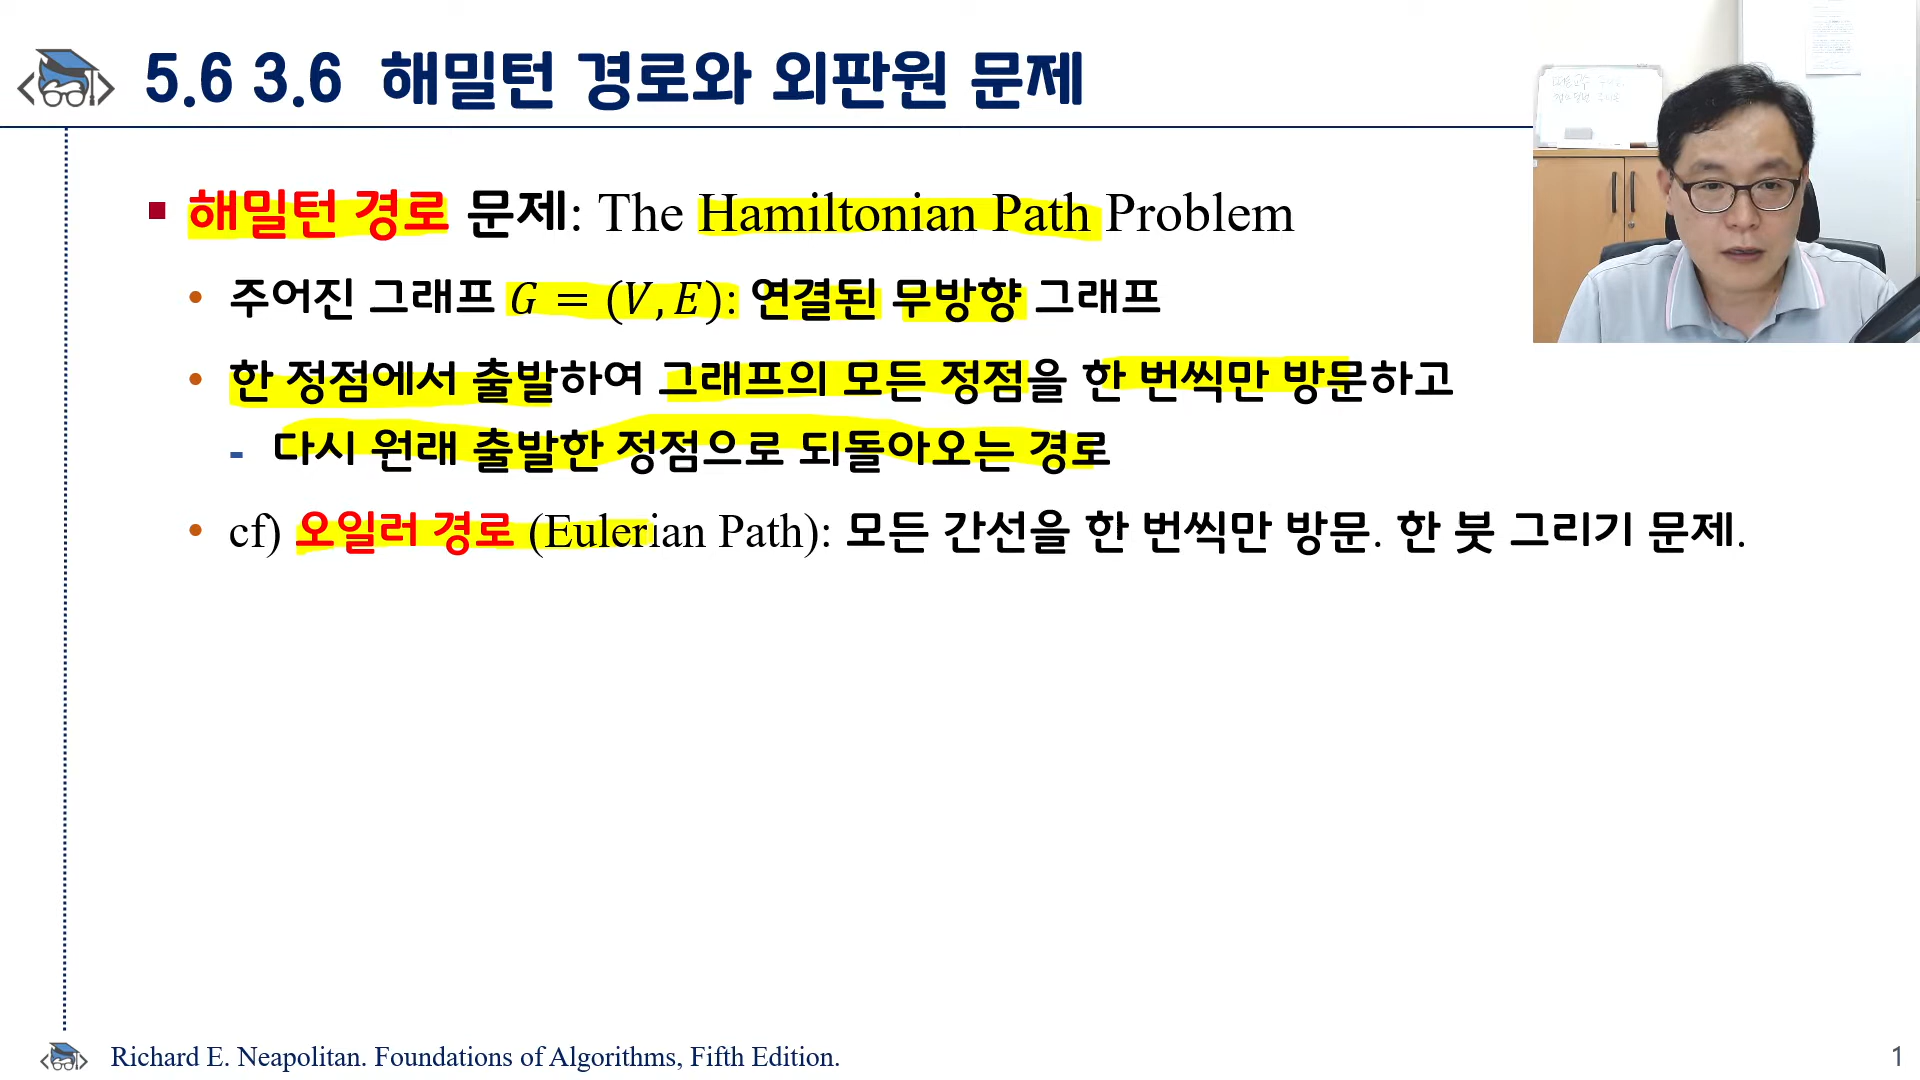 5.6 3.6 해밀턴 경로와 외판원 문제
해밀턴 경로 문제: The Hamiltonian Path Problem
주어진 그래프 G = (V, E): 연결된 무방향 그래프
한 정점에서 출발하여 그래프의 모든 정점을 한 번씩만 방문하고
- 다시 원래 출발한 정점으로 되돌아오는 경로
cf) 오일러 경로 (Eulerian Path): 모든 간선을 한 번씩만 방문. 한 붓 그리기 문제.
Richard E. Neapolitan. Foundations of Algorithms, Fifth Edition.
1